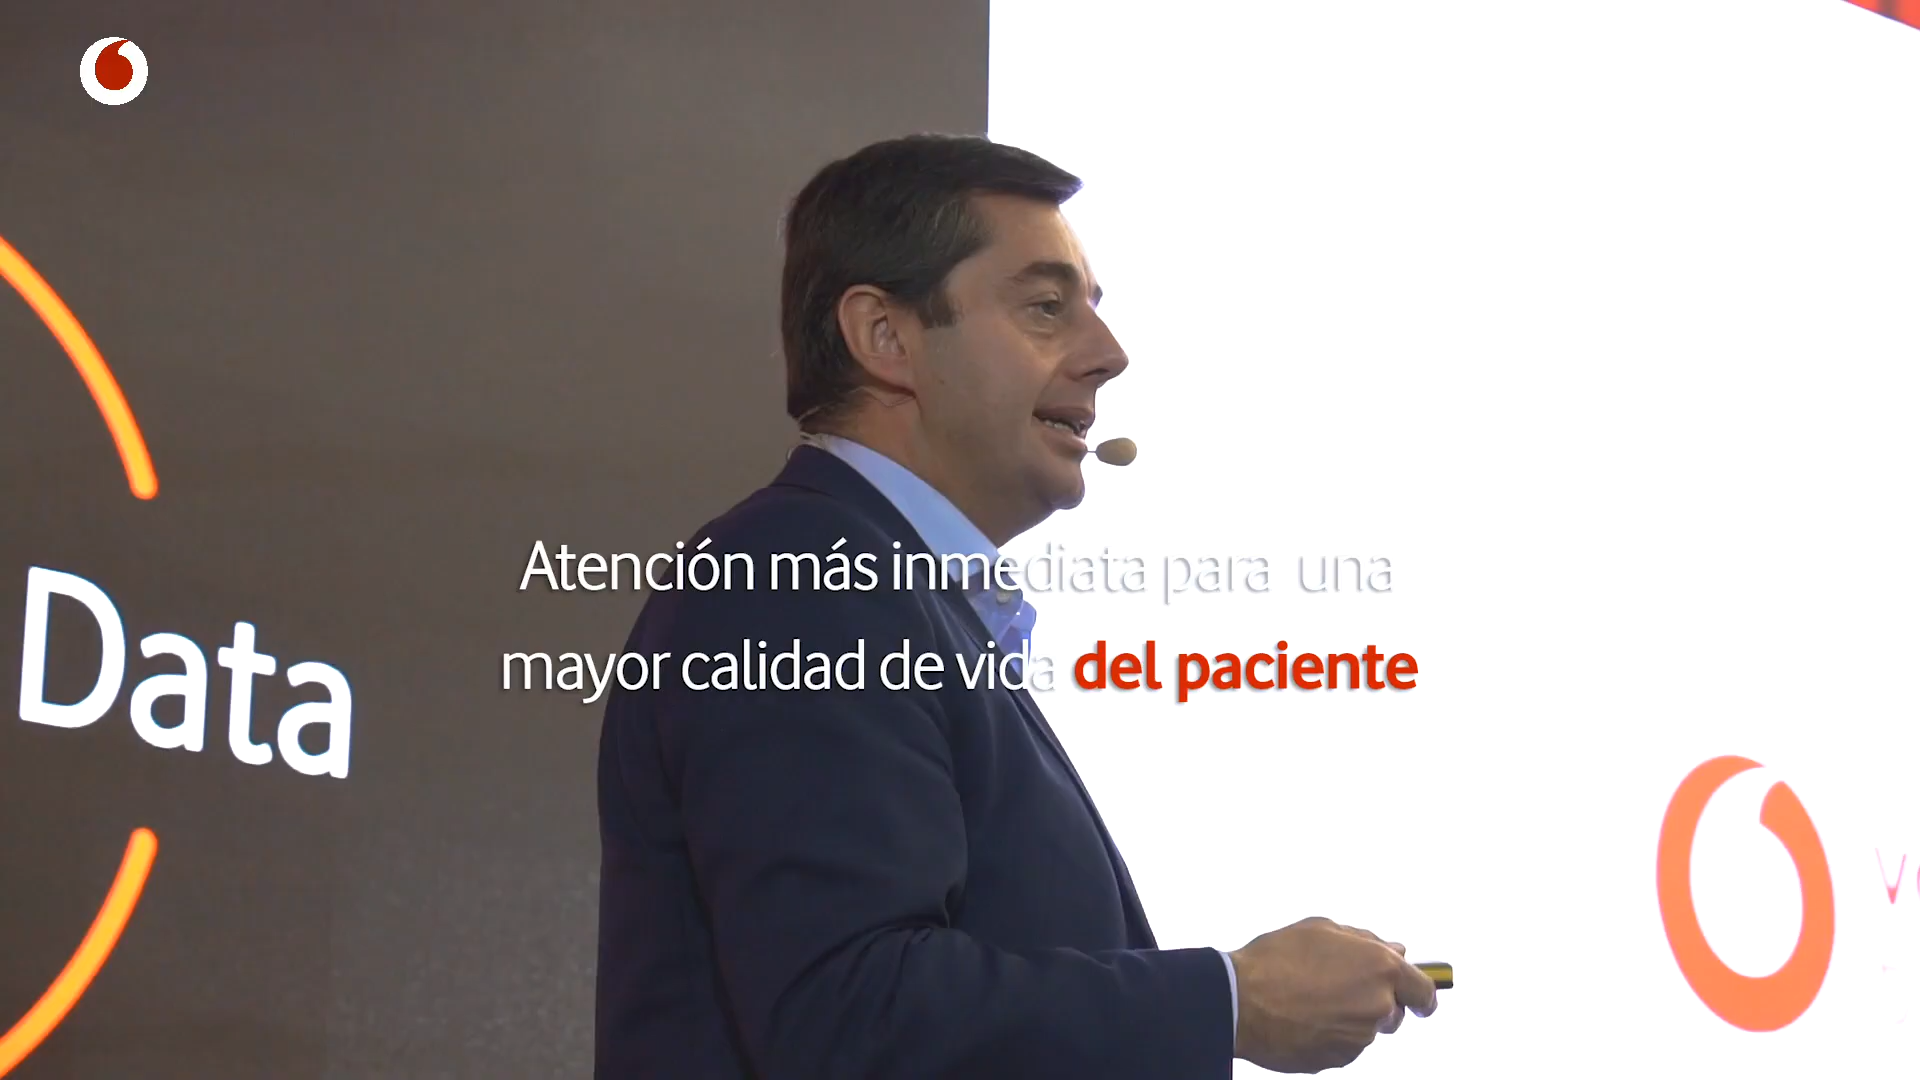 Atención más inmediata para una
mayor calidad de vida del paciente
Data